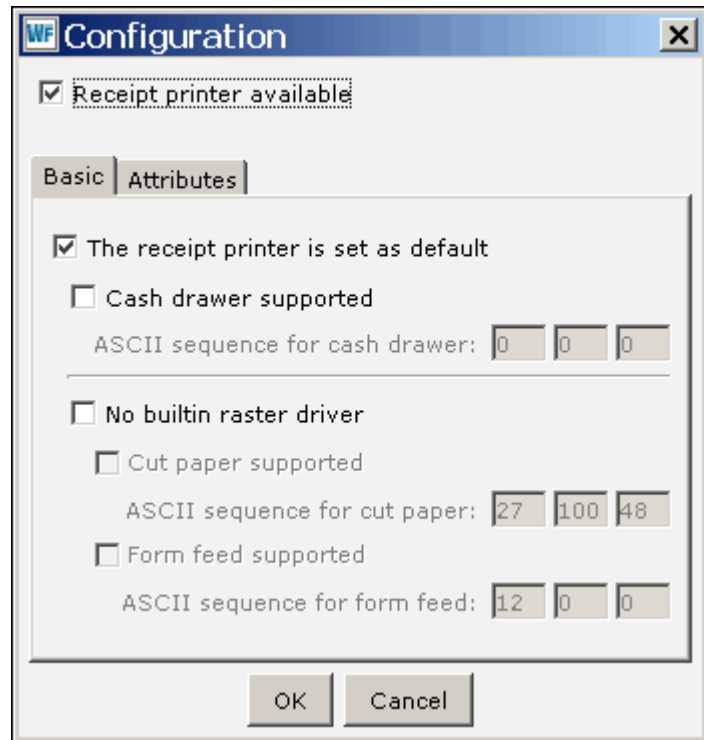 WF Configuration
Receipt printer available
Basic Attributes
The receipt printer is set as default
Cash drawer supported
ASCII sequence for cash drawer: 0 0 0
No builtin raster driver
Cut paper supported
ASCII sequence for cut paper: 27 100 48
Form feed supported
ASCII sequence for form feed: 12 0 0
OK Cancel